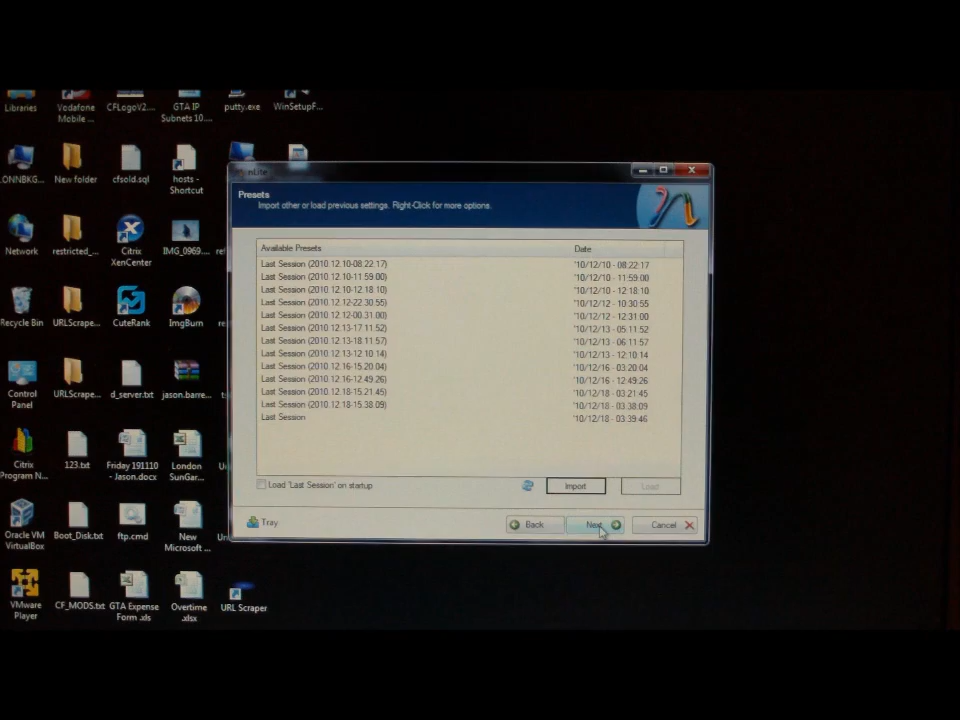 Libraries
Vodafone Mobile ...
CFLogoV2....
GTA IP Subnets 10....
putty.exe
WinSetupF...
ONNBKG...
New folder
cfsold.sql
hosts - Shortcut
Network
restricted_...
Citrix XenCenter
IMG_0969....
Recycle Bin
URLScrape...
CuteRank
ImgBurn
Control Panel
URLScrape...
d_server.txt
jason.barre...
Citrix Program N...
123.txt
Friday 191110 - Jason.docx
London SunGar...
Oracle VM VirtualBox
Boot_Disk.txt
ftp.cmd
New Microsoft ...
VMware Player
CF_MODS.txt
GTA Expense Form .xls
Overtime .xlsx
URL Scraper
nLite
Presets
Import other or load previous settings. Right-Click for more options.
Available Presets Date
Last Session (2010.12.10-08.22.17) '10/12/10 - 08:22:17
Last Session (2010.12.10-11.59.00) '10/12/10 - 11:59:00
Last Session (2010.12.10-12.18.10) '10/12/10 - 12:18:10
Last Session (2010.12.12-22.30.55) '10/12/12 - 10:30:55
Last Session (2010.12.12-00.31.00) '10/12/12 - 12:31:00
Last Session (2010.12.13-17.11.52) '10/12/13 - 05:11:52
Last Session (2010.12.13-18.11.57) '10/12/13 - 06:11:57
Last Session (2010.12.13-12.10.14) '10/12/13 - 12:10:14
Last Session (2010.12.16-15.20.04) '10/12/16 - 03:20:04
Last Session (2010.12.16-12.49.26) '10/12/16 - 12:49:26
Last Session (2010.12.18-15.21.45) '10/12/18 - 03:21:45
Last Session (2010.12.18-15.38.09) '10/12/18 - 03:38:09
Last Session '10/12/18 - 03:39:46
Load 'Last Session' on startup
Import Load
Tray
Back Next Cancel